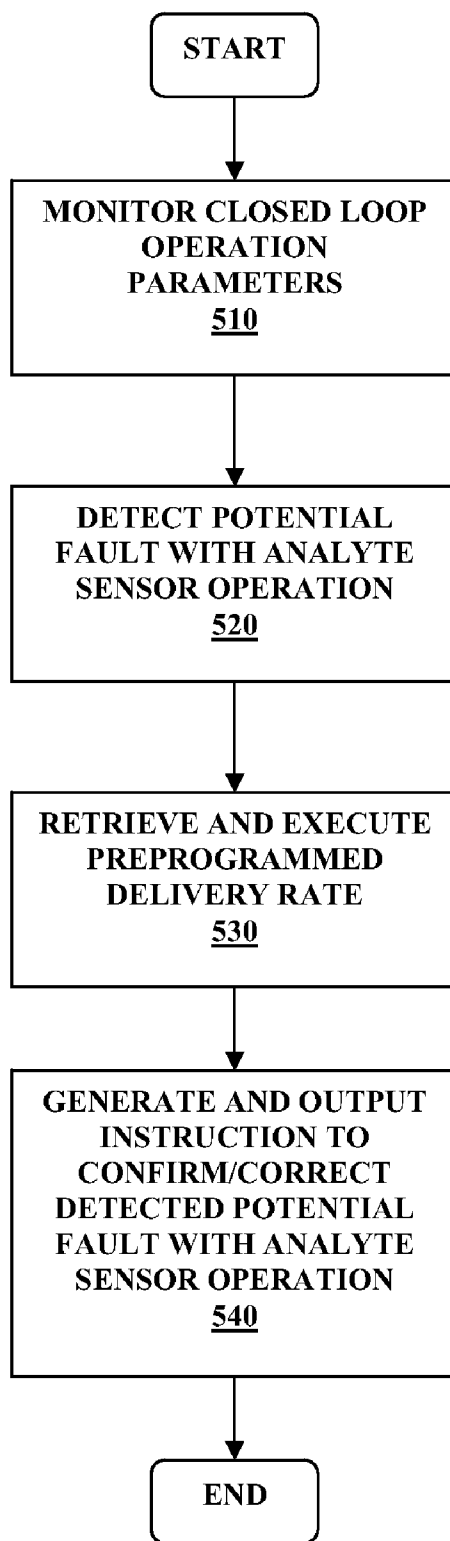 START
MONITOR CLOSED LOOP
OPERATION
PARAMETERS
510
DETECT POTENTIAL
FAULT WITH ANALYTE
SENSOR OPERATION
520
RETRIEVE AND EXECUTE
PREPROGRAMMED
DELIVERY RATE
530
GENERATE AND OUTPUT
INSTRUCTION TO
CONFIRM/CORRECT
DETECTED POTENTIAL
FAULT WITH ANALYTE
SENSOR OPERATION
540
END